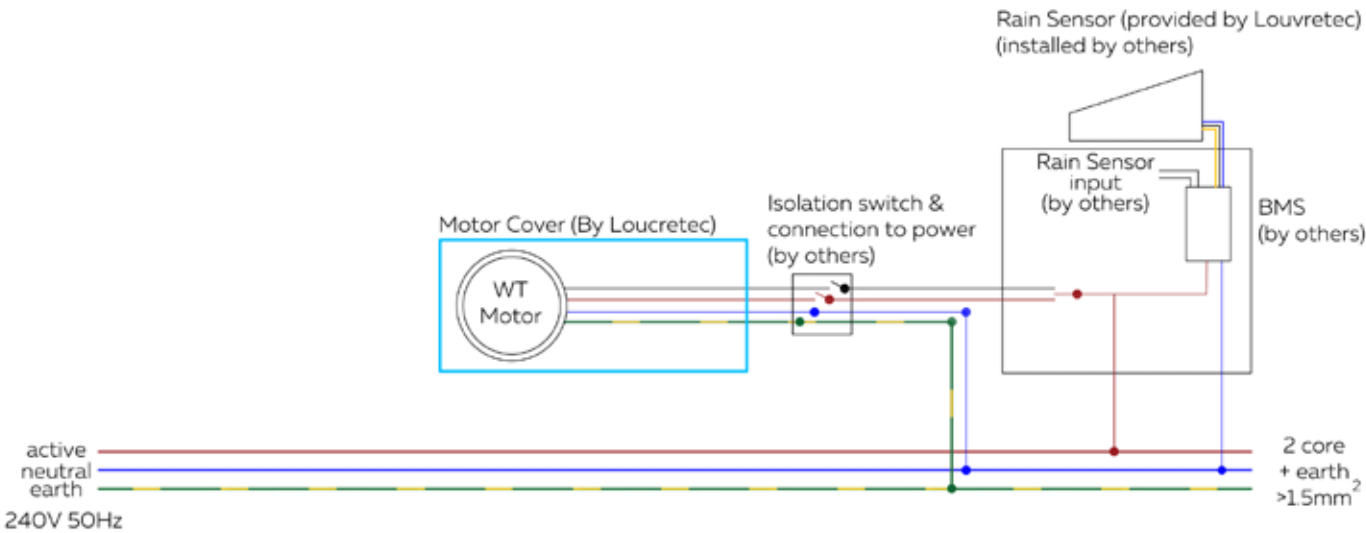 Rain Sensor (provided by Louvretec)
(installed by others)
Rain Sensor
input
(by others)
BMS
(by others)
Isolation switch &
connection to power
(by others)
Motor Cover (By Loucretec)
WT
Motor
active
neutral
earth
240V 50Hz
2 core
+ earth
>1.5mm²